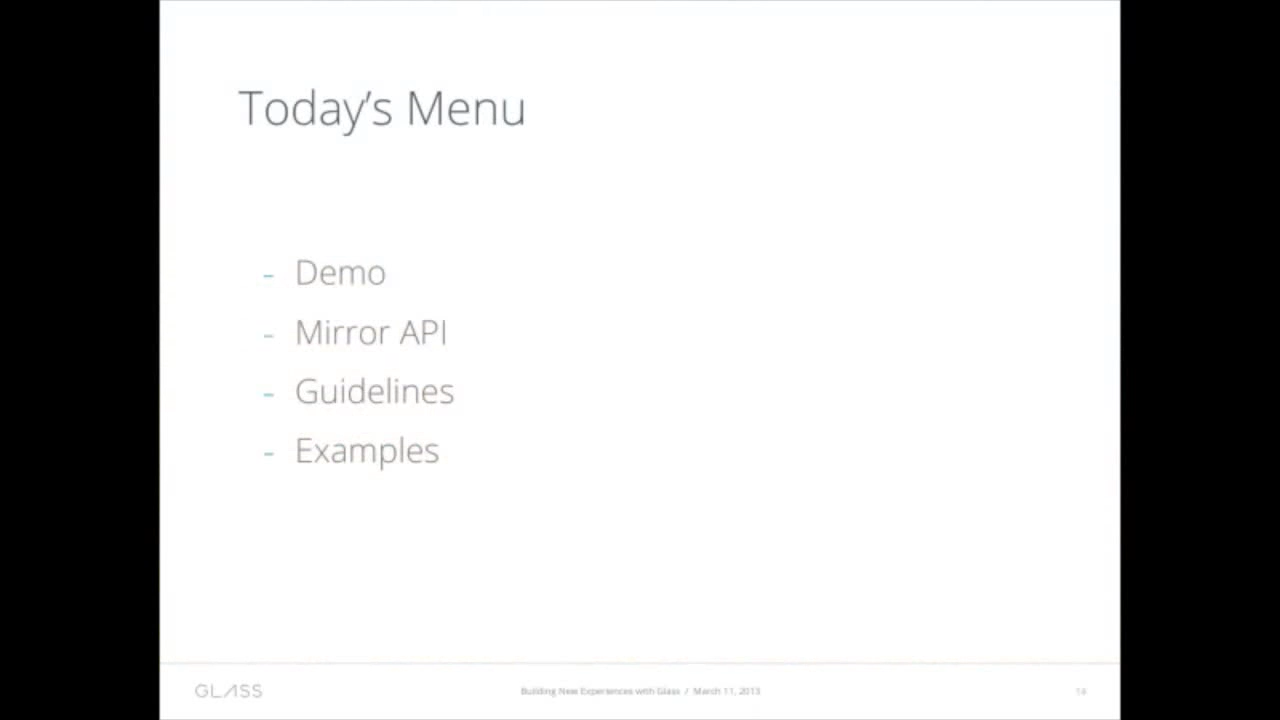 Today's Menu
- Demo
- Mirror API
- Guidelines
- Examples
GLASS
Building New Experiences with Glass / March 11, 2013